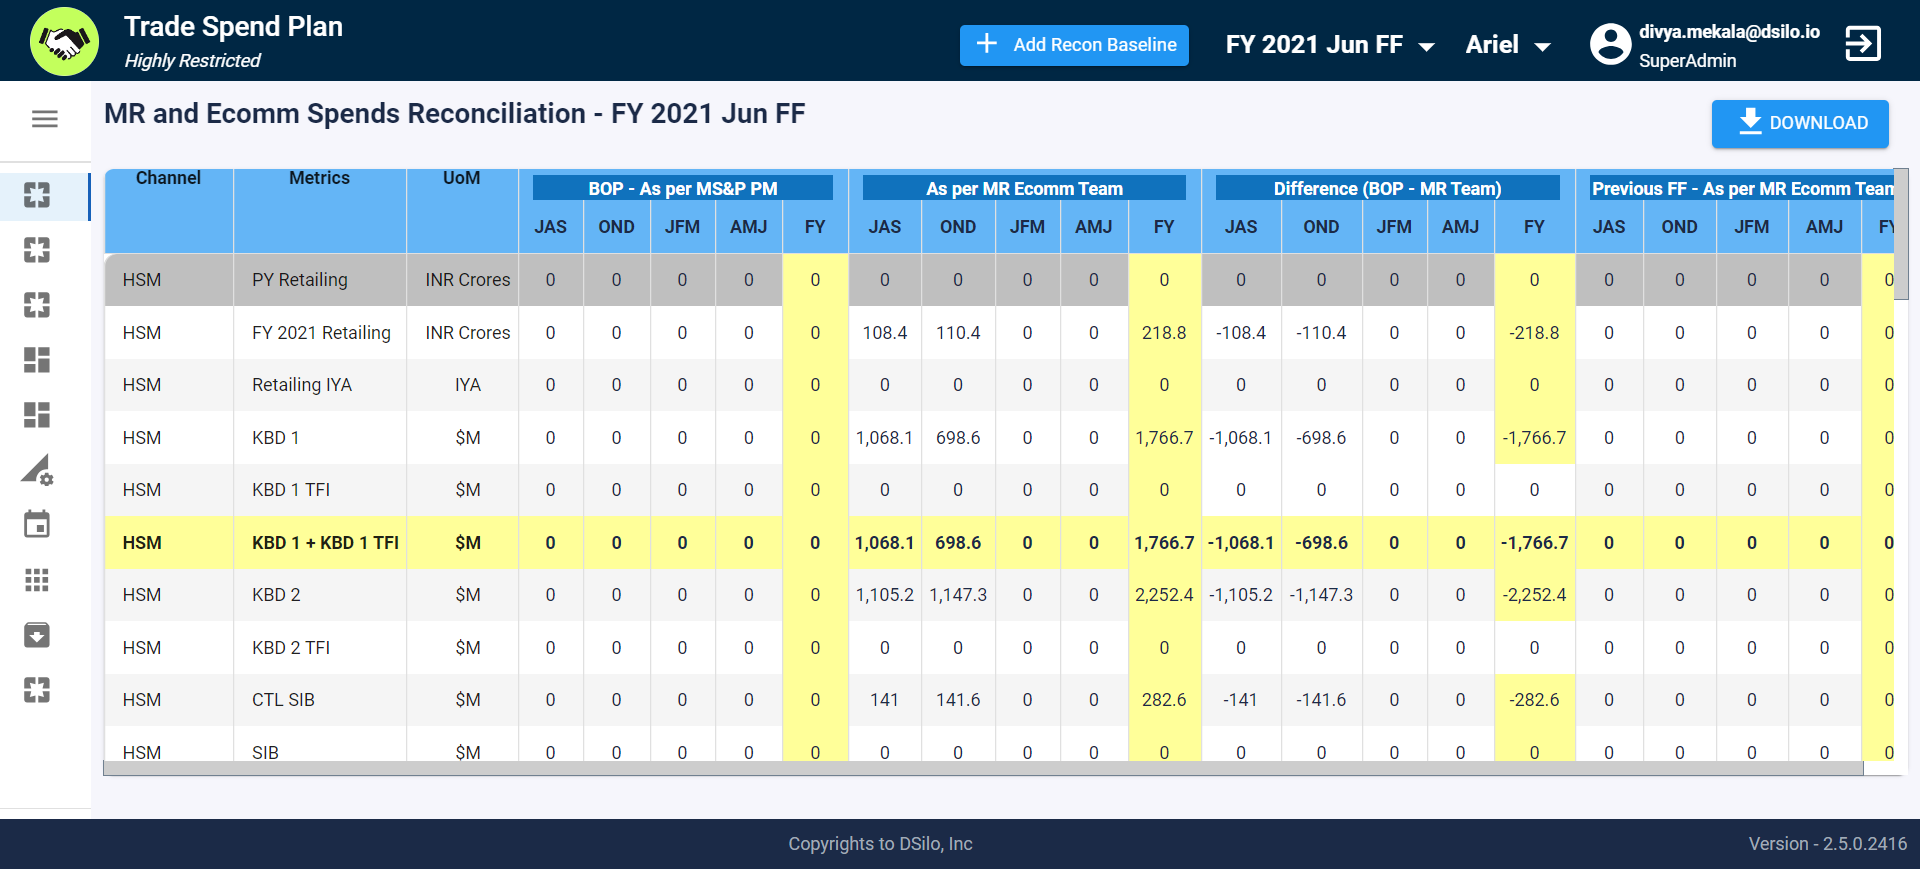 Trade Spend Plan
Highly Restricted
Add Recon Baseline
FY 2021 Jun FF
Ariel
divya.mekala@dsilo.io
SuperAdmin
MR and Ecomm Spends Reconciliation - FY 2021 Jun FF
DOWNLOAD
Channel Metrics UoM BOP - As per MS&P PM As per MR Ecomm Team Difference (BOP - MR Team) Previous FF - As per MR Ecomm Team
JAS OND JFM AMJ FY JAS OND JFM AMJ FY JAS OND JFM AMJ FY JAS OND JFM AMJ FY
HSM PY Retailing INR Crores 0 0 0 0 0 0 0 0 0 0 0 0 0 0 0 0 0 0 0 0
HSM FY 2021 Retailing INR Crores 0 0 0 0 0 108.4 110.4 0 0 218.8 -108.4 -110.4 0 0 -218.8 0 0 0 0 0
HSM Retailing IYA IYA 0 0 0 0 0 0 0 0 0 0 0 0 0 0 0 0 0 0 0 0
HSM KBD 1 $M 0 0 0 0 0 1,068.1 698.6 0 0 1,766.7 -1,068.1 -698.6 0 0 -1,766.7 0 0 0 0 0
HSM KBD 1 TFI $M 0 0 0 0 0 0 0 0 0 0 0 0 0 0 0 0 0 0 0 0
HSM KBD 1 + KBD 1 TFI $M 0 0 0 0 0 1,068.1 698.6 0 0 1,766.7 -1,068.1 -698.6 0 0 -1,766.7 0 0 0 0 0
HSM KBD 2 $M 0 0 0 0 0 1,105.2 1,147.3 0 0 2,252.4 -1,105.2 -1,147.3 0 0 -2,252.4 0 0 0 0 0
HSM KBD 2 TFI $M 0 0 0 0 0 0 0 0 0 0 0 0 0 0 0 0 0 0 0 0
HSM CTL SIB $M 0 0 0 0 0 141 141.6 0 0 282.6 -141 -141.6 0 0 -282.6 0 0 0 0 0
HSM SIB $M 0 0 0 0 0 0 0 0 0 0 0 0 0 0 0 0 0 0 0 0
Copyrights to DSilo, Inc
Version - 2.5.0.2416